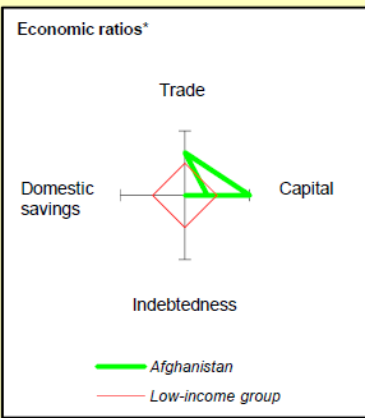 Economic ratios*
Trade
Domestic
savings
Capital
Indebtedness
Afghanistan
Low-income group